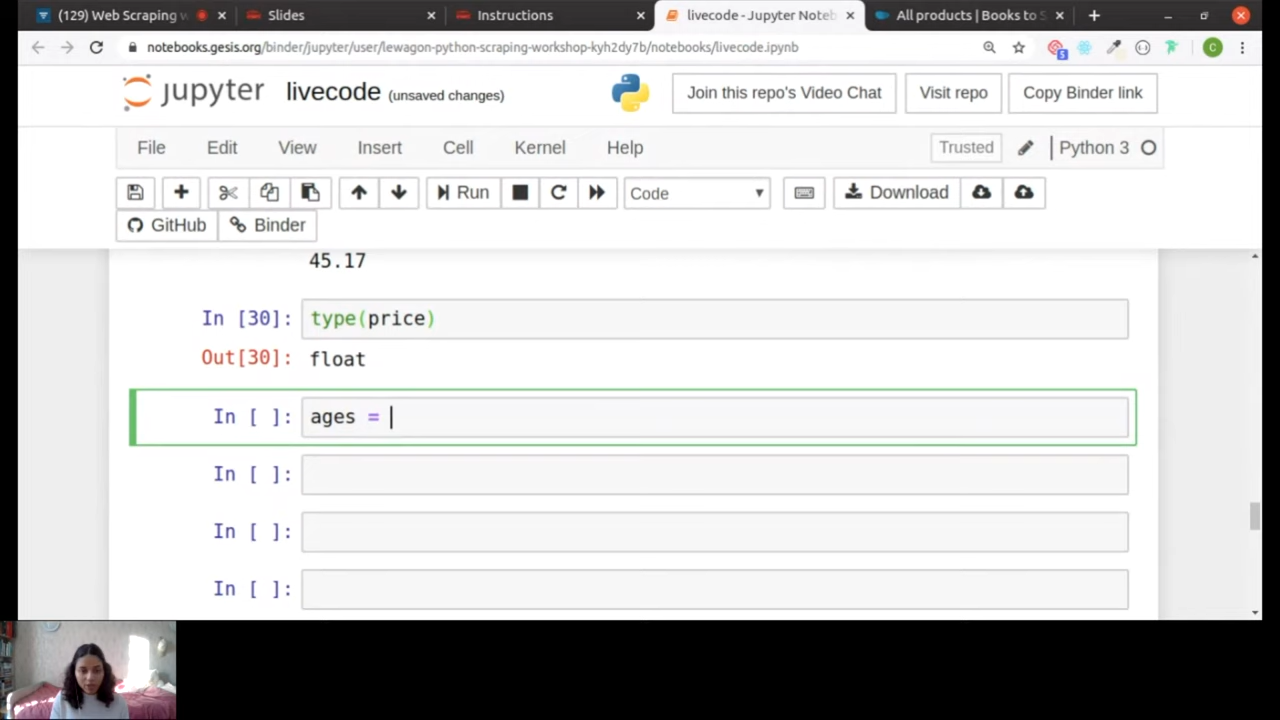 (129) Web Scraping w
Slides
Instructions
livecode - Jupyter Noteb
All products | Books to S
notebooks.gesis.org/binder/jupyter/user/lewagon-python-scraping-workshop-kyh2dy7b/notebooks/livecode.ipynb
5
C
jupyter livecode (unsaved changes)
Join this repo's Video Chat
Visit repo
Copy Binder link
File Edit View Insert Cell Kernel Help
Trusted
Python 3
Run
Code
Download
GitHub
Binder
45.17
In [30]: type(price)
Out[30]: float
In [ ]: ages =
In [ ]:
In [ ]:
In [ ]: